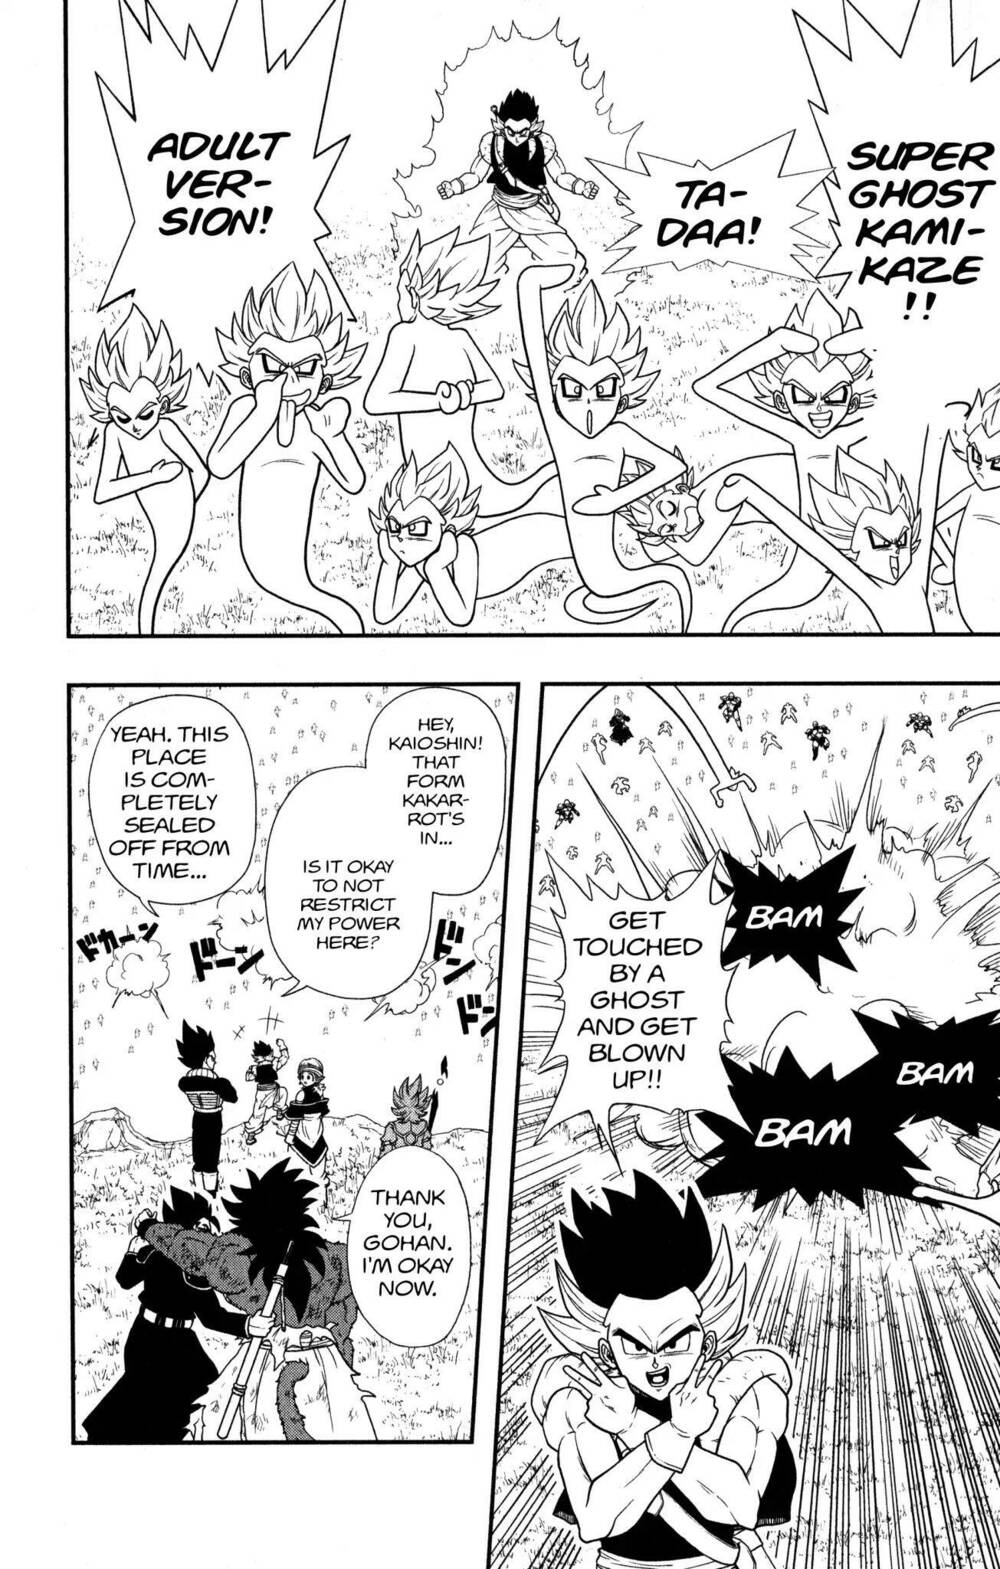 SUPER
GHOST
KAMI-
KAZE
!!
TA-
DAA!
ADULT
VER-
SION!
BAM
BAM
BAM
GET
TOUCHED
BY A
GHOST
AND GET
BLOWN
UP!!
HEY,
KAIOSHIN!
THAT
FORM
KAKAR-
ROT'S
IN...
IS IT OKAY
TO NOT
RESTRICT
MY POWER
HERE?
YEAH. THIS
PLACE
IS COM-
PLETELY
SEALED
OFF FROM
TIME...
ドン
ドン
ドーン
ドカーン
THANK
YOU,
GOHAN.
I'M OKAY
NOW.